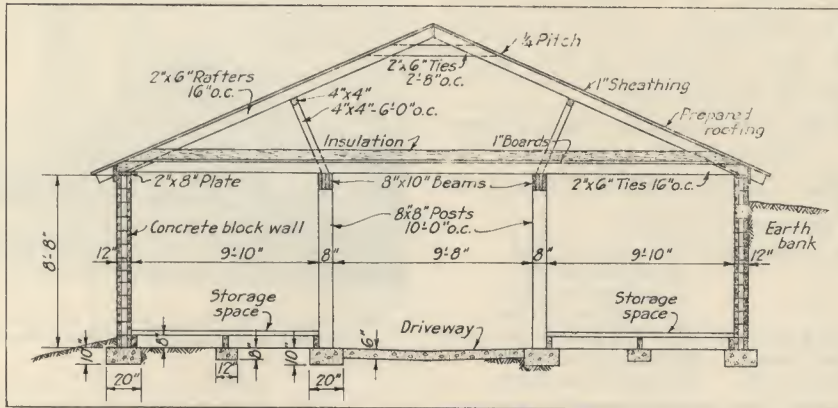 1/4 Pitch
2"x6" Ties
2'-8" o.c.
2"x6" Rafters
16" o.c.
1" Sheathing
4"x4"
4"x4"-6'-0" o.c.
Prepared
roofing
Insulation
1" Boards
2"x8" Plate
8"x10" Beams
2"x6" Ties 16" o.c.
8"x8" Posts
10'-0" o.c.
Concrete block wall
Earth
bank
8'-8"
12"
9'-10"
8"
9'-8"
8"
9'-10"
12"
Storage
space
Storage
space
Driveway
10"
8"
8"
10"
6"
20"
12"
20"